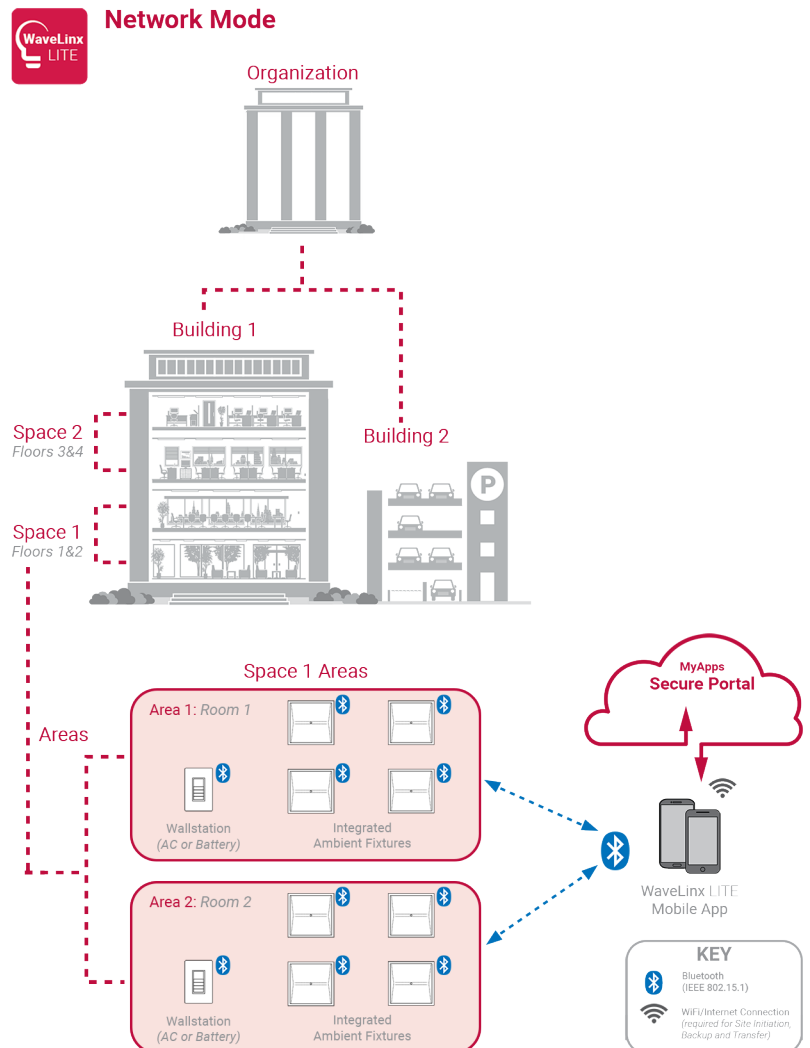 WaveLinx
LITE
Network Mode
Organization
Building 1
Space 2
Floors 3&4
Building 2
P
Space 1
Floors 1&2
Space 1 Areas
Areas
Area 1: Room 1
Wallstation
(AC or Battery)
Integrated
Ambient Fixtures
Area 2: Room 2
Wallstation
(AC or Battery)
Integrated
Ambient Fixtures
MyApps
Secure Portal
WaveLinx LITE
Mobile App
KEY
Bluetooth
(IEEE 802.15.1)
WiFi/Internet Connection
(required for Site Initiation,
Backup and Transfer)